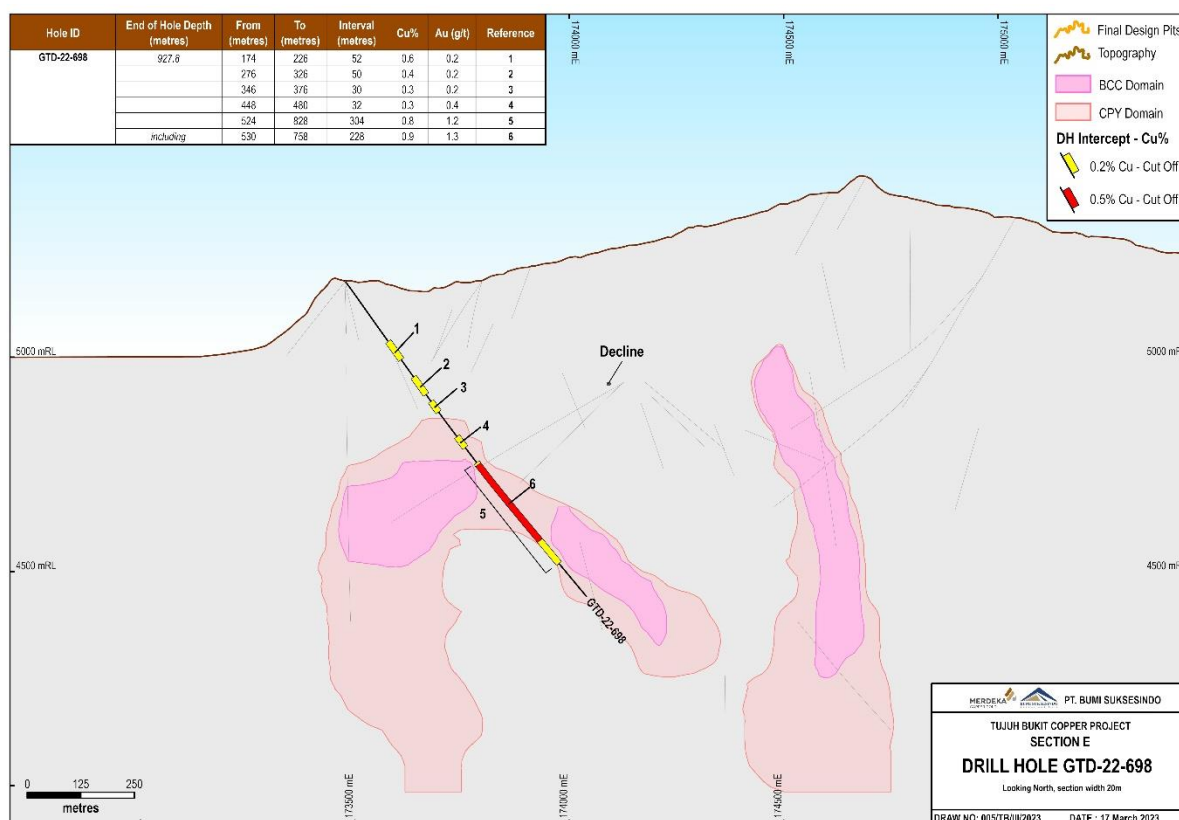 Hole ID End of Hole Depth (metres) From (metres) To (metres) Interval (metres) Cu% Au (g/t) Reference
GTD-22-698 927.8 174 226 52 0.6 0.2 1
276 326 50 0.4 0.2 2
346 376 30 0.3 0.2 3
448 480 32 0.3 0.4 4
524 828 304 0.8 1.2 5
including 530 758 228 0.9 1.3 6
174000 mE
174500 mE
175000 mE
Final Design Pits
Topography
BCC Domain
CPY Domain
DH Intercept - Cu%
0.2% Cu - Cut Off
0.5% Cu - Cut Off
5000 mRL
5000 mRL
1
2
3
4
5
6
Decline
4500 mRL
4500 mRL
GTD-22-698
0 125 250
metres
173500 mE
174000 mE
174500 mE
MERDEKA
PT. BUMI SUKSESINDO
TUJUH BUKIT COPPER PROJECT
SECTION E
DRILL HOLE GTD-22-698
Looking North, section width 20m
DRAW NO: 005/TB/III/2023 DATE : 17 March 2023